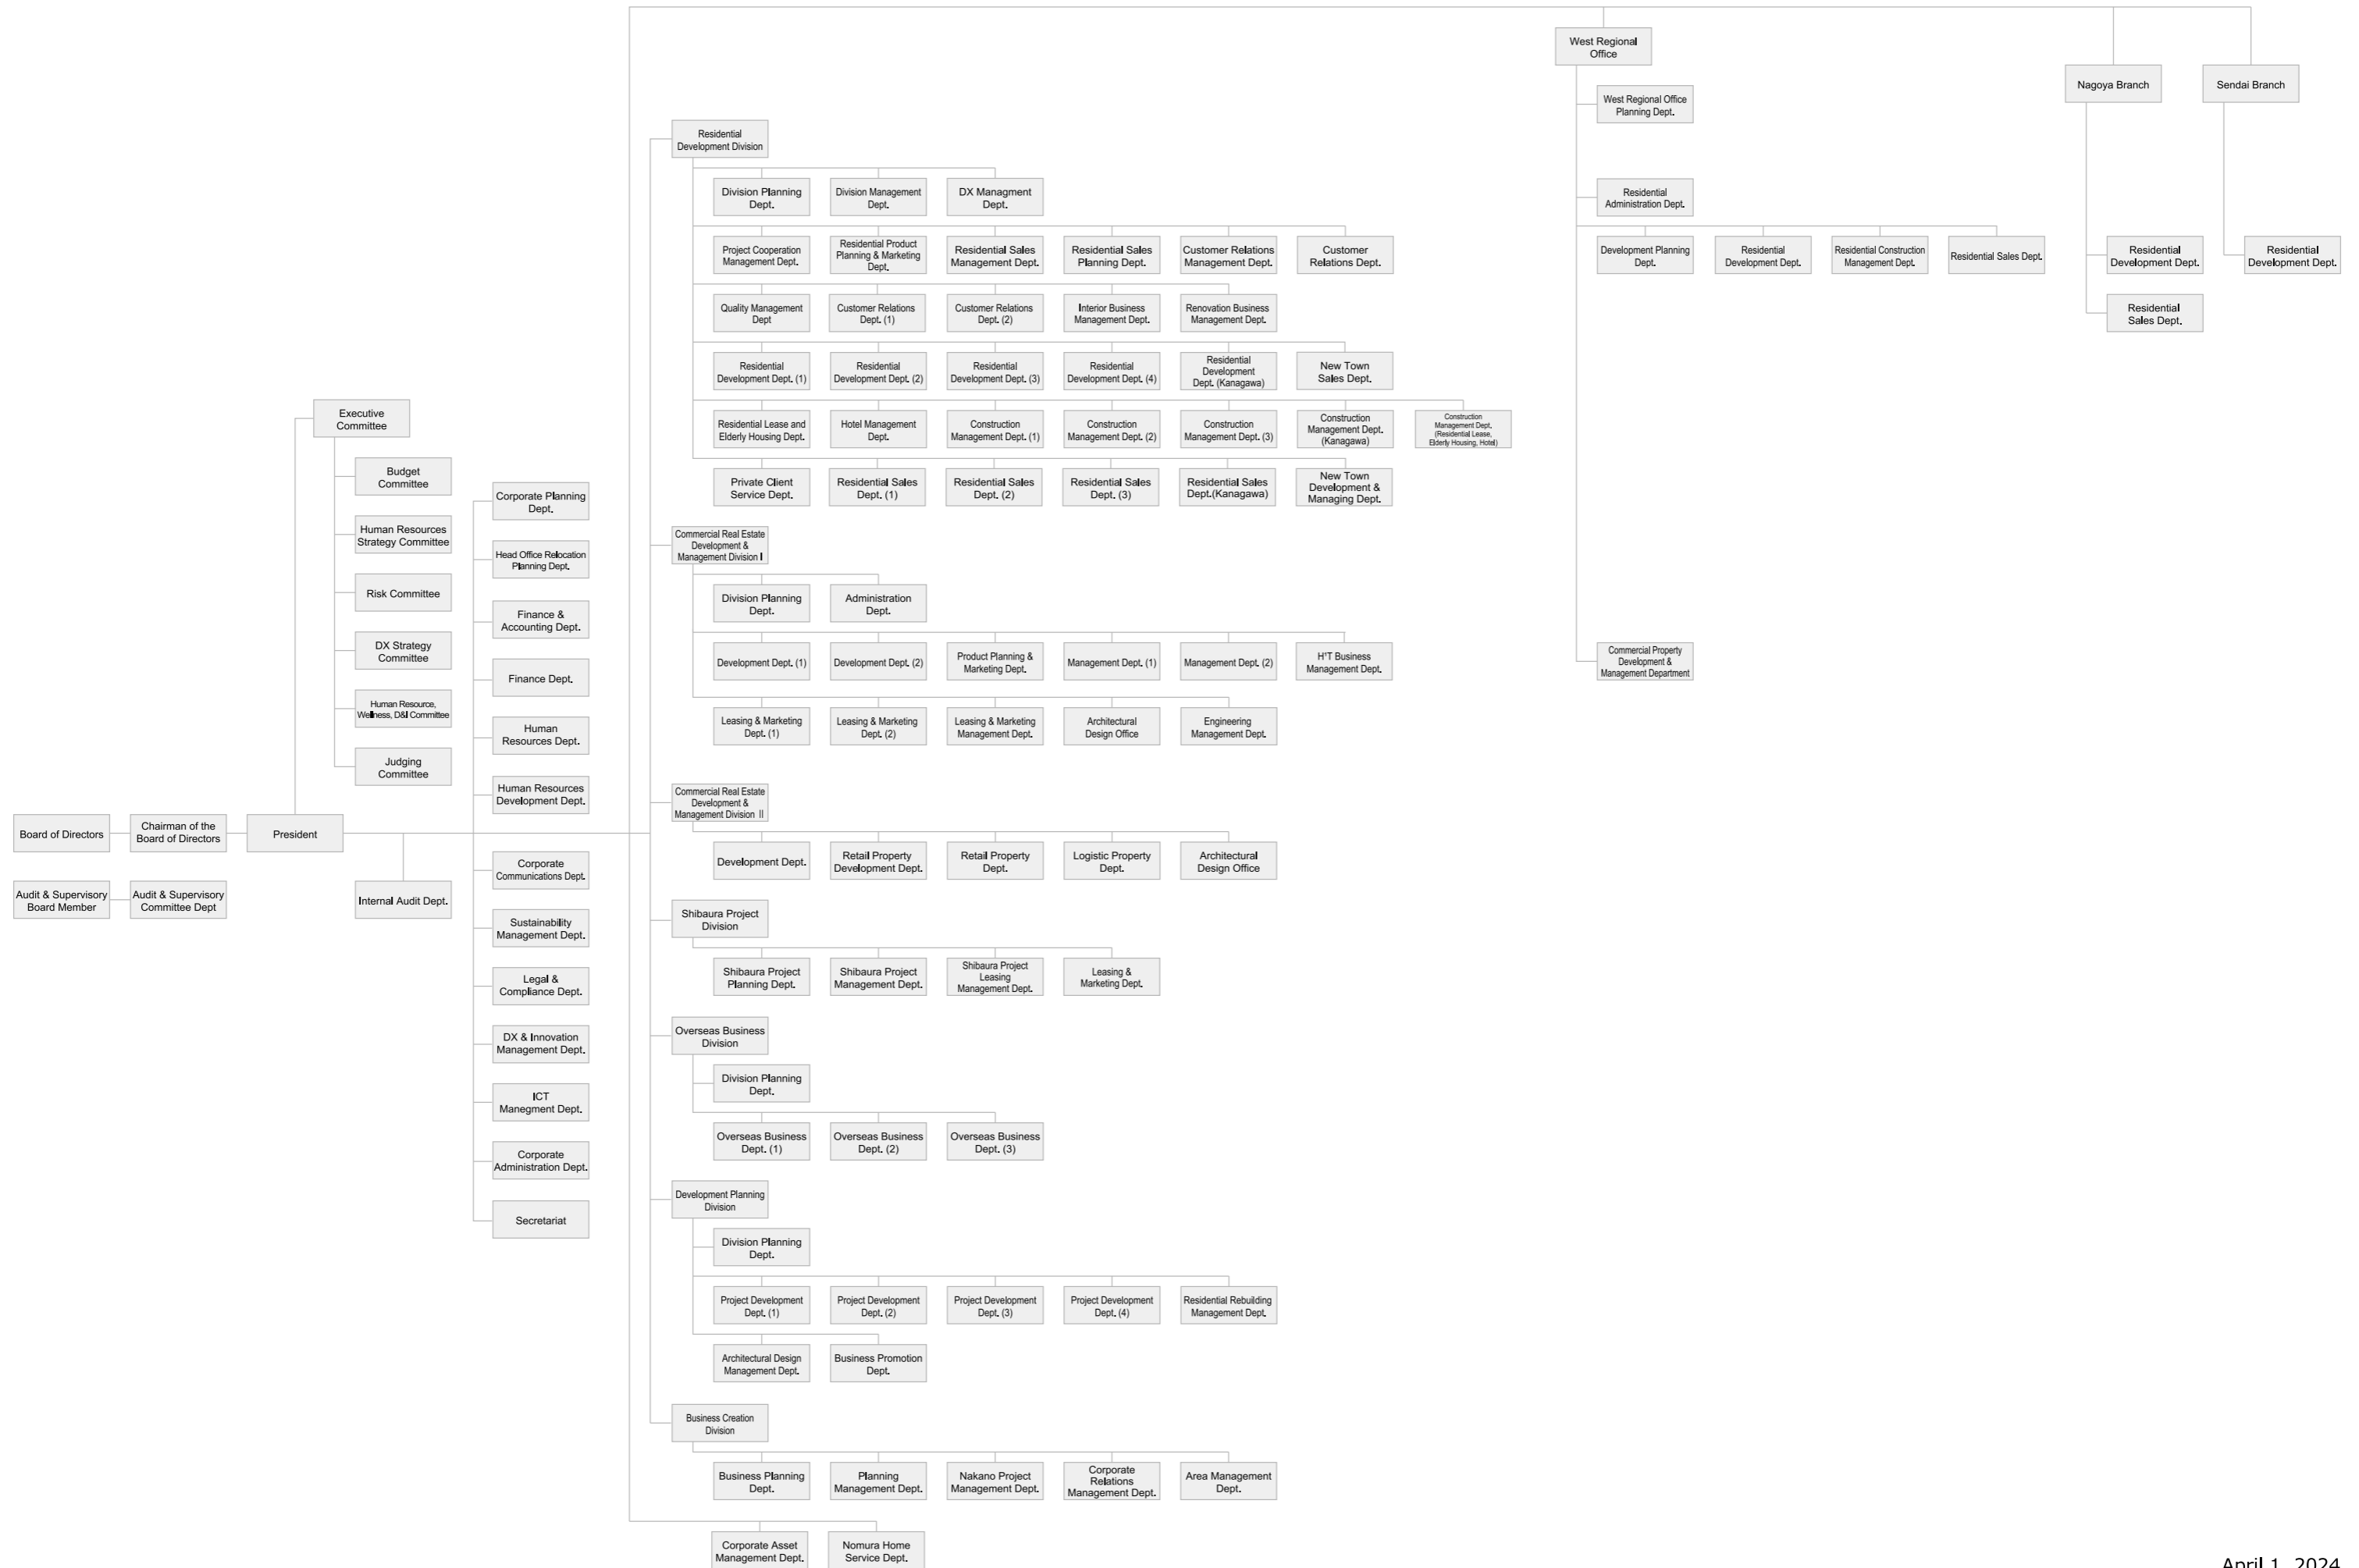 West Regional
Office
Nagoya Branch
Sendai Branch
West Regional Office
Planning Dept.
Residential
Administration Dept.
Development Planning
Dept.
Residential
Development Dept.
Residential Construction
Management Dept.
Residential Sales Dept.
Residential
Development Dept.
Residential
Sales Dept.
Residential
Development Dept.
Commercial Property
Development &
Management Department
Residential
Development Division
Division Planning
Dept.
Division Management
Dept.
DX Managment
Dept.
Project Cooperation
Management Dept.
Residential Product
Planning & Marketing
Dept.
Residential Sales
Management Dept.
Residential Sales
Planning Dept.
Customer Relations
Management Dept.
Customer
Relations Dept.
Quality Management
Dept
Customer Relations
Dept. (1)
Customer Relations
Dept. (2)
Interior Business
Management Dept.
Renovation Business
Management Dept.
Residential
Development Dept. (1)
Residential
Development Dept. (2)
Residential
Development Dept. (3)
Residential
Development Dept. (4)
Residential
Development
Dept. (Kanagawa)
New Town
Sales Dept.
Residential Lease and
Elderly Housing Dept.
Hotel Management
Dept.
Construction
Management Dept. (1)
Construction
Management Dept. (2)
Construction
Management Dept. (3)
Construction
Management Dept.
(Kanagawa)
Construction
Management Dept.
(Residential Lease,
Elderly Housing, Hotel)
Private Client
Service Dept.
Residential Sales
Dept. (1)
Residential Sales
Dept. (2)
Residential Sales
Dept. (3)
Residential Sales
Dept.(Kanagawa)
New Town
Development &
Managing Dept.
Executive
Committee
Budget
Committee
Human Resources
Strategy Committee
Risk Committee
DX Strategy
Committee
Human Resource,
Wellness, D&I Committee
Judging
Committee
Board of Directors
Chairman of the
Board of Directors
President
Audit & Supervisory
Board Member
Audit & Supervisory
Committee Dept
Internal Audit Dept.
Corporate Planning
Dept.
Head Office Relocation
Planning Dept.
Finance &
Accounting Dept.
Finance Dept.
Human
Resources Dept.
Human Resources
Development Dept.
Corporate
Communications Dept.
Sustainability
Management Dept.
Legal &
Compliance Dept.
DX & Innovation
Management Dept.
ICT
Manegment Dept.
Corporate
Administration Dept.
Secretariat
Commercial Real Estate
Development &
Management Division I
Division Planning
Dept.
Administration
Dept.
Development Dept. (1)
Development Dept. (2)
Product Planning &
Marketing Dept.
Management Dept. (1)
Management Dept. (2)
H¹T Business
Management Dept.
Leasing & Marketing
Dept. (1)
Leasing & Marketing
Dept. (2)
Leasing & Marketing
Management Dept.
Architectural
Design Office
Engineering
Management Dept.
Commercial Real Estate
Development &
Management Division II
Development Dept.
Retail Property
Development Dept.
Retail Property
Dept.
Logistic Property
Dept.
Architectural
Design Office
Shibaura Project
Division
Shibaura Project
Planning Dept.
Shibaura Project
Management Dept.
Shibaura Project
Leasing
Management Dept.
Leasing &
Marketing Dept.
Overseas Business
Division
Division Planning
Dept.
Overseas Business
Dept. (1)
Overseas Business
Dept. (2)
Overseas Business
Dept. (3)
Development Planning
Division
Division Planning
Dept.
Project Development
Dept. (1)
Project Development
Dept. (2)
Project Development
Dept. (3)
Project Development
Dept. (4)
Residential Rebuilding
Management Dept.
Architectural Design
Management Dept.
Business Promotion
Dept.
Business Creation
Division
Business Planning
Dept.
Planning
Management Dept.
Nakano Project
Management Dept.
Corporate
Relations
Management Dept.
Area Management
Dept.
Corporate Asset
Management Dept.
Nomura Home
Service Dept.
April 1, 2024